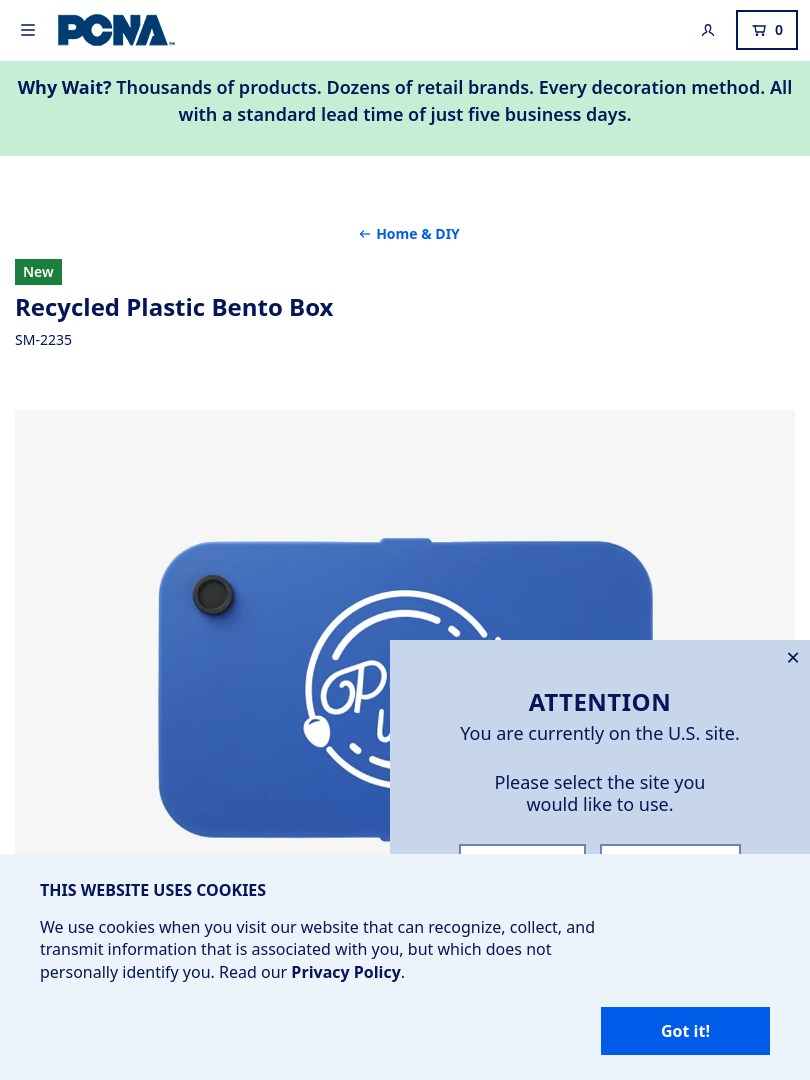 PCNA™
0
Why Wait? Thousands of products. Dozens of retail brands. Every decoration method. All
with a standard lead time of just five business days.
← Home & DIY
New
Recycled Plastic Bento Box
SM-2235
ATTENTION
You are currently on the U.S. site.
Please select the site you
would like to use.
THIS WEBSITE USES COOKIES
We use cookies when you visit our website that can recognize, collect, and
transmit information that is associated with you, but which does not
personally identify you. Read our Privacy Policy.
Got it!